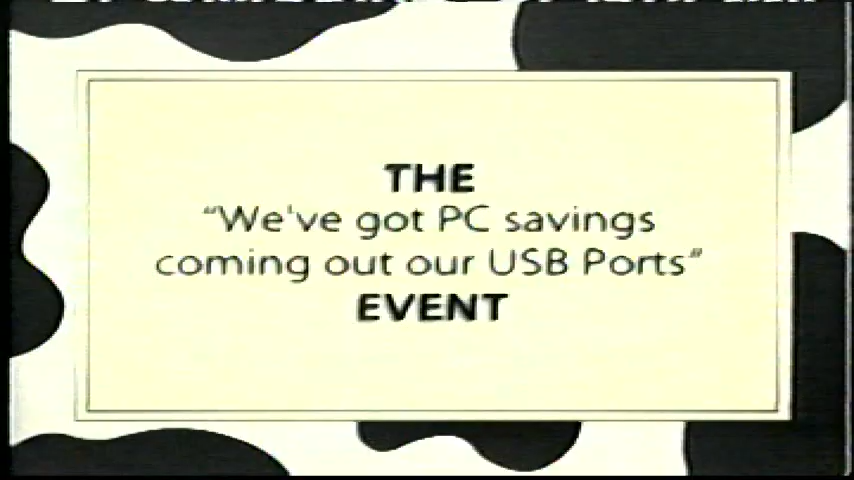 THE
“We've got PC savings
coming out our USB Ports”
EVENT